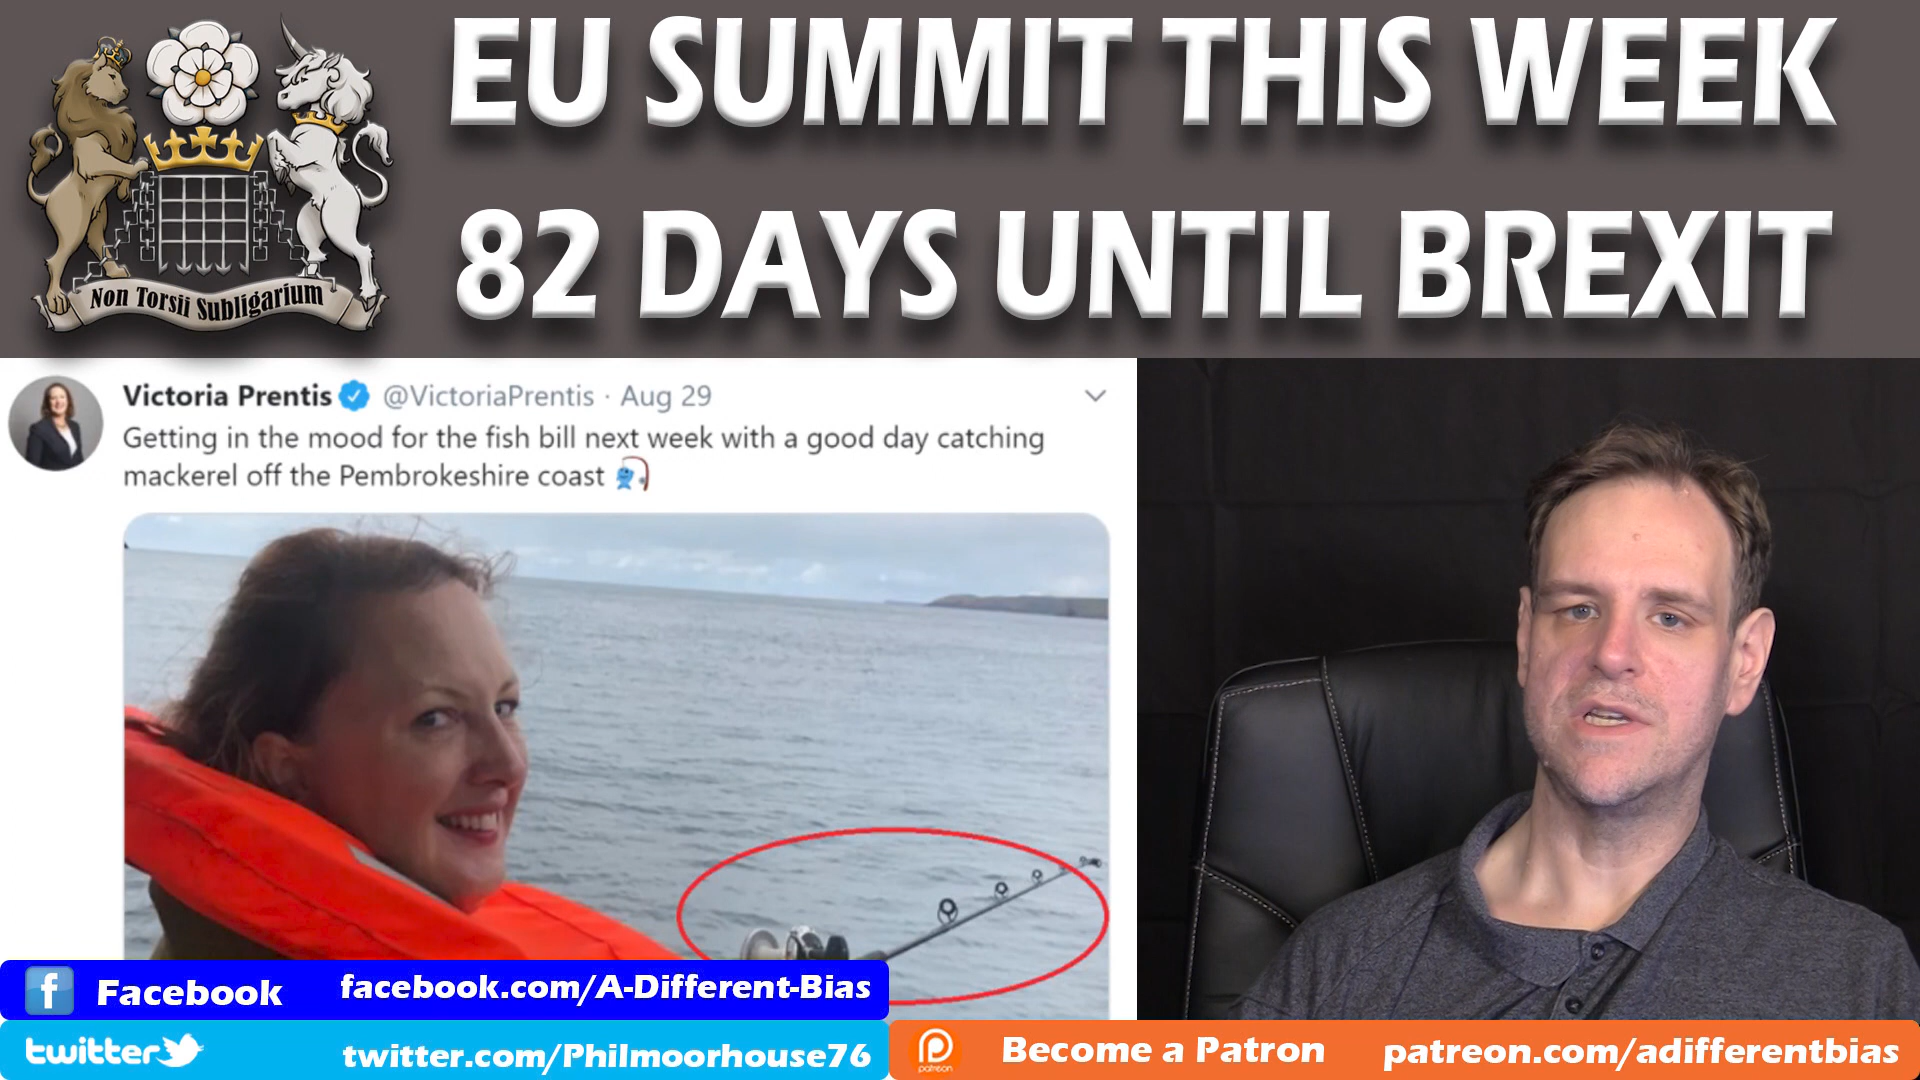 EU SUMMIT THIS WEEK
82 DAYS UNTIL BREXIT
Non Torsii Subligarium
Victoria Prentis @VictoriaPrentis · Aug 29
Getting in the mood for the fish bill next week with a good day catching
mackerel off the Pembrokeshire coast
f Facebook facebook.com/A-Different-Bias
twitter twitter.com/Philmoorhouse76
patreon Become a Patron patreon.com/adifferentbias